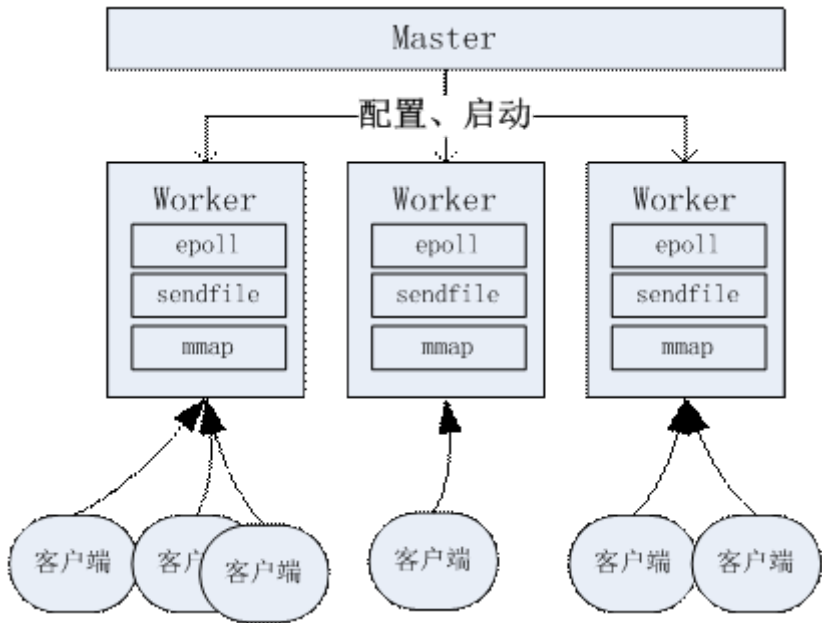 Master
配置、启动
Worker
epoll
sendfile
mmap
Worker
epoll
sendfile
mmap
Worker
epoll
sendfile
mmap
客户端
客户
客户端
客户端
客户端
客户端